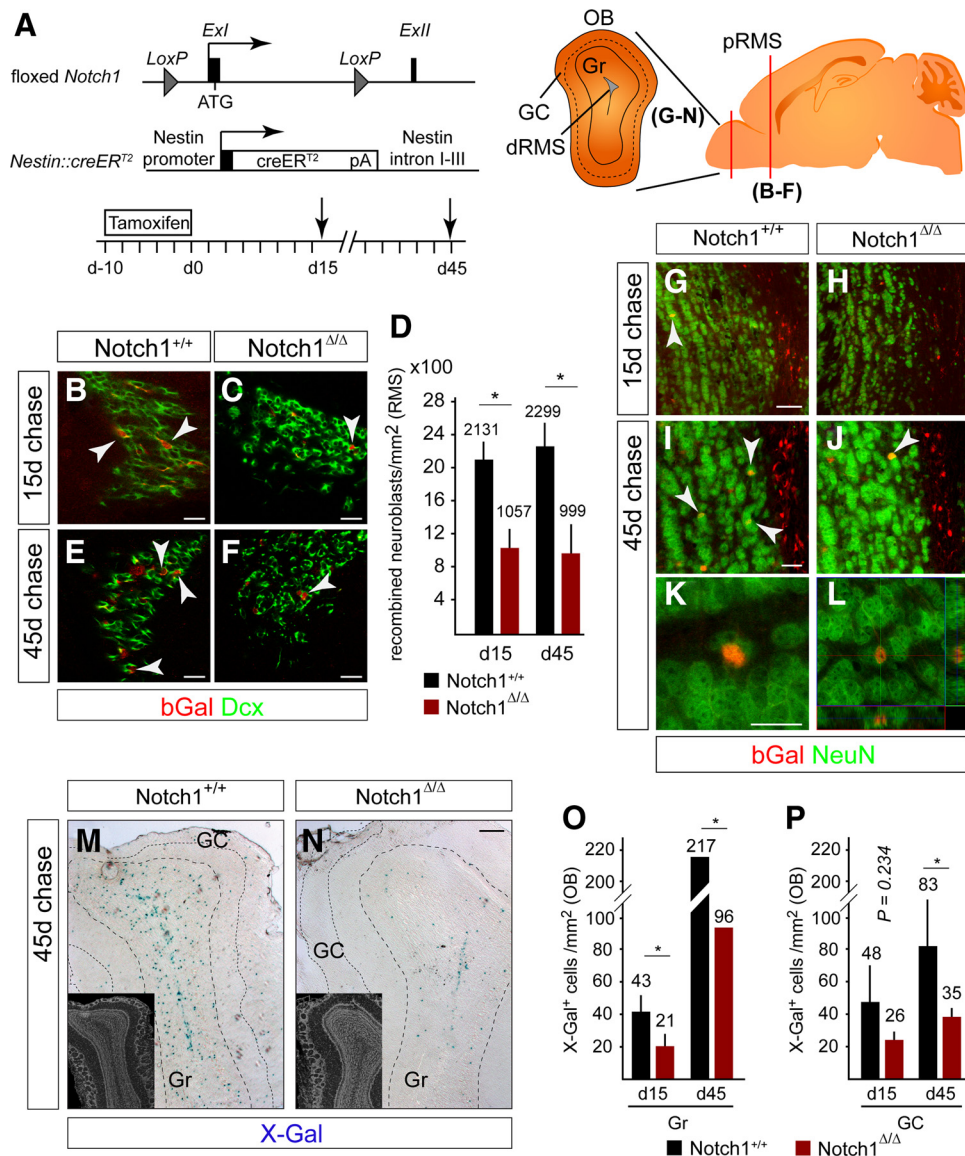 A
ExI
ExII
LoxP
LoxP
floxed Notch1
ATG
Nestin promoter
Nestin intron I-III
Nestin::creERT2
creERT2
pA
Tamoxifen
d-10
d0
d15
d45
OB
pRMS
Gr
GC
(G-N)
dRMS
(B-F)
Notch1+/+
Notch1Δ/Δ
15d chase
B
C
45d chase
E
F
bGal Dcx
D
x100
recombined neuroblasts/mm2 (RMS)
28
24
20
16
12
8
4
2131
*
1057
2299
*
999
d15
d45
Notch1+/+
Notch1Δ/Δ
Notch1+/+
Notch1Δ/Δ
15d chase
G
H
45d chase
I
J
K
L
bGal NeuN
Notch1+/+
Notch1Δ/Δ
45d chase
M
GC
Gr
N
GC
Gr
X-Gal
O
X-Gal+ cells /mm2 (OB)
220
200
100
80
60
40
20
43
*
21
217
*
96
d15
d45
Gr
P
X-Gal+ cells /mm2 (OB)
220
200
100
80
60
40
20
P = 0.234
48
26
83
*
35
d15
d45
GC
Notch1+/+
Notch1Δ/Δ